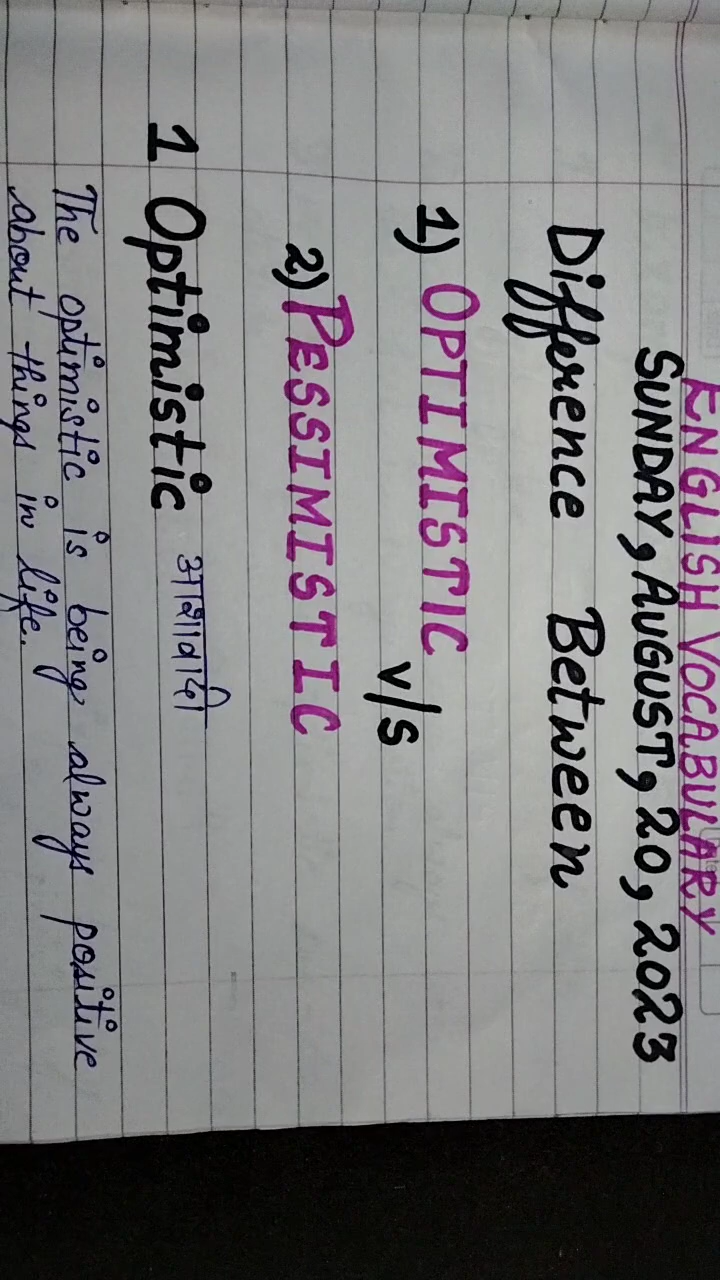 ENGLISH VOCABULARY
SUNDAY, AUGUST, 20, 2023
Difference Between
1) OPTIMISTIC
v/s
2) PESSIMISTIC
1 Optimistic आशावादी
The optimistic is being always positive
about things in life.